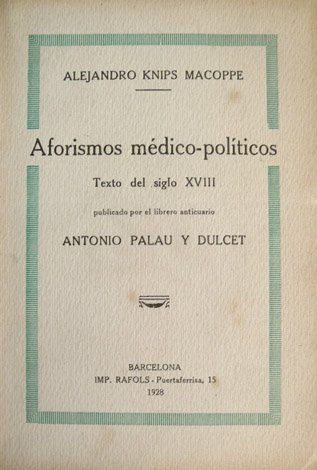 ALEJANDRO KNIPS MACOPPE
Aforismos médico-políticos
Texto del siglo XVIII
publicado por el librero anticuario
ANTONIO PALAU Y DULCET
BARCELONA
IMP. RAFOLS - Puertaferrisa, 15
1928